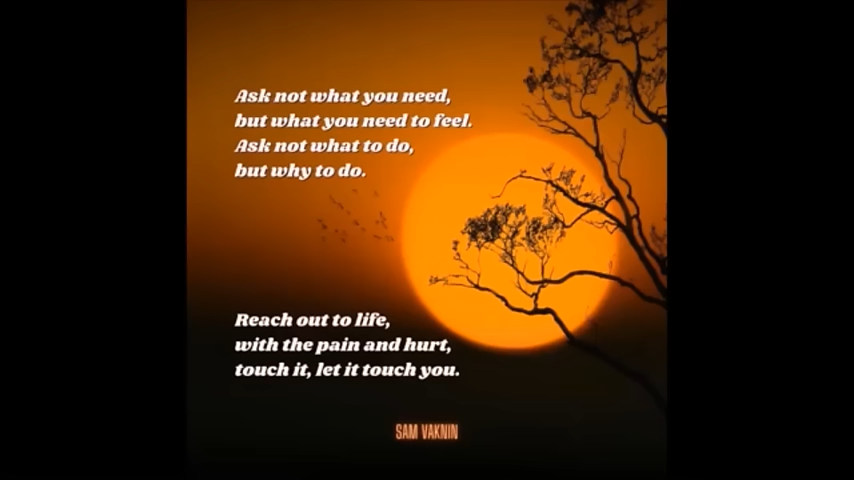 Ask not what you need,
but what you need to feel.
Ask not what to do,
but why to do.
Reach out to life,
with the pain and hurt,
touch it, let it touch you.
SAM VAKNIN